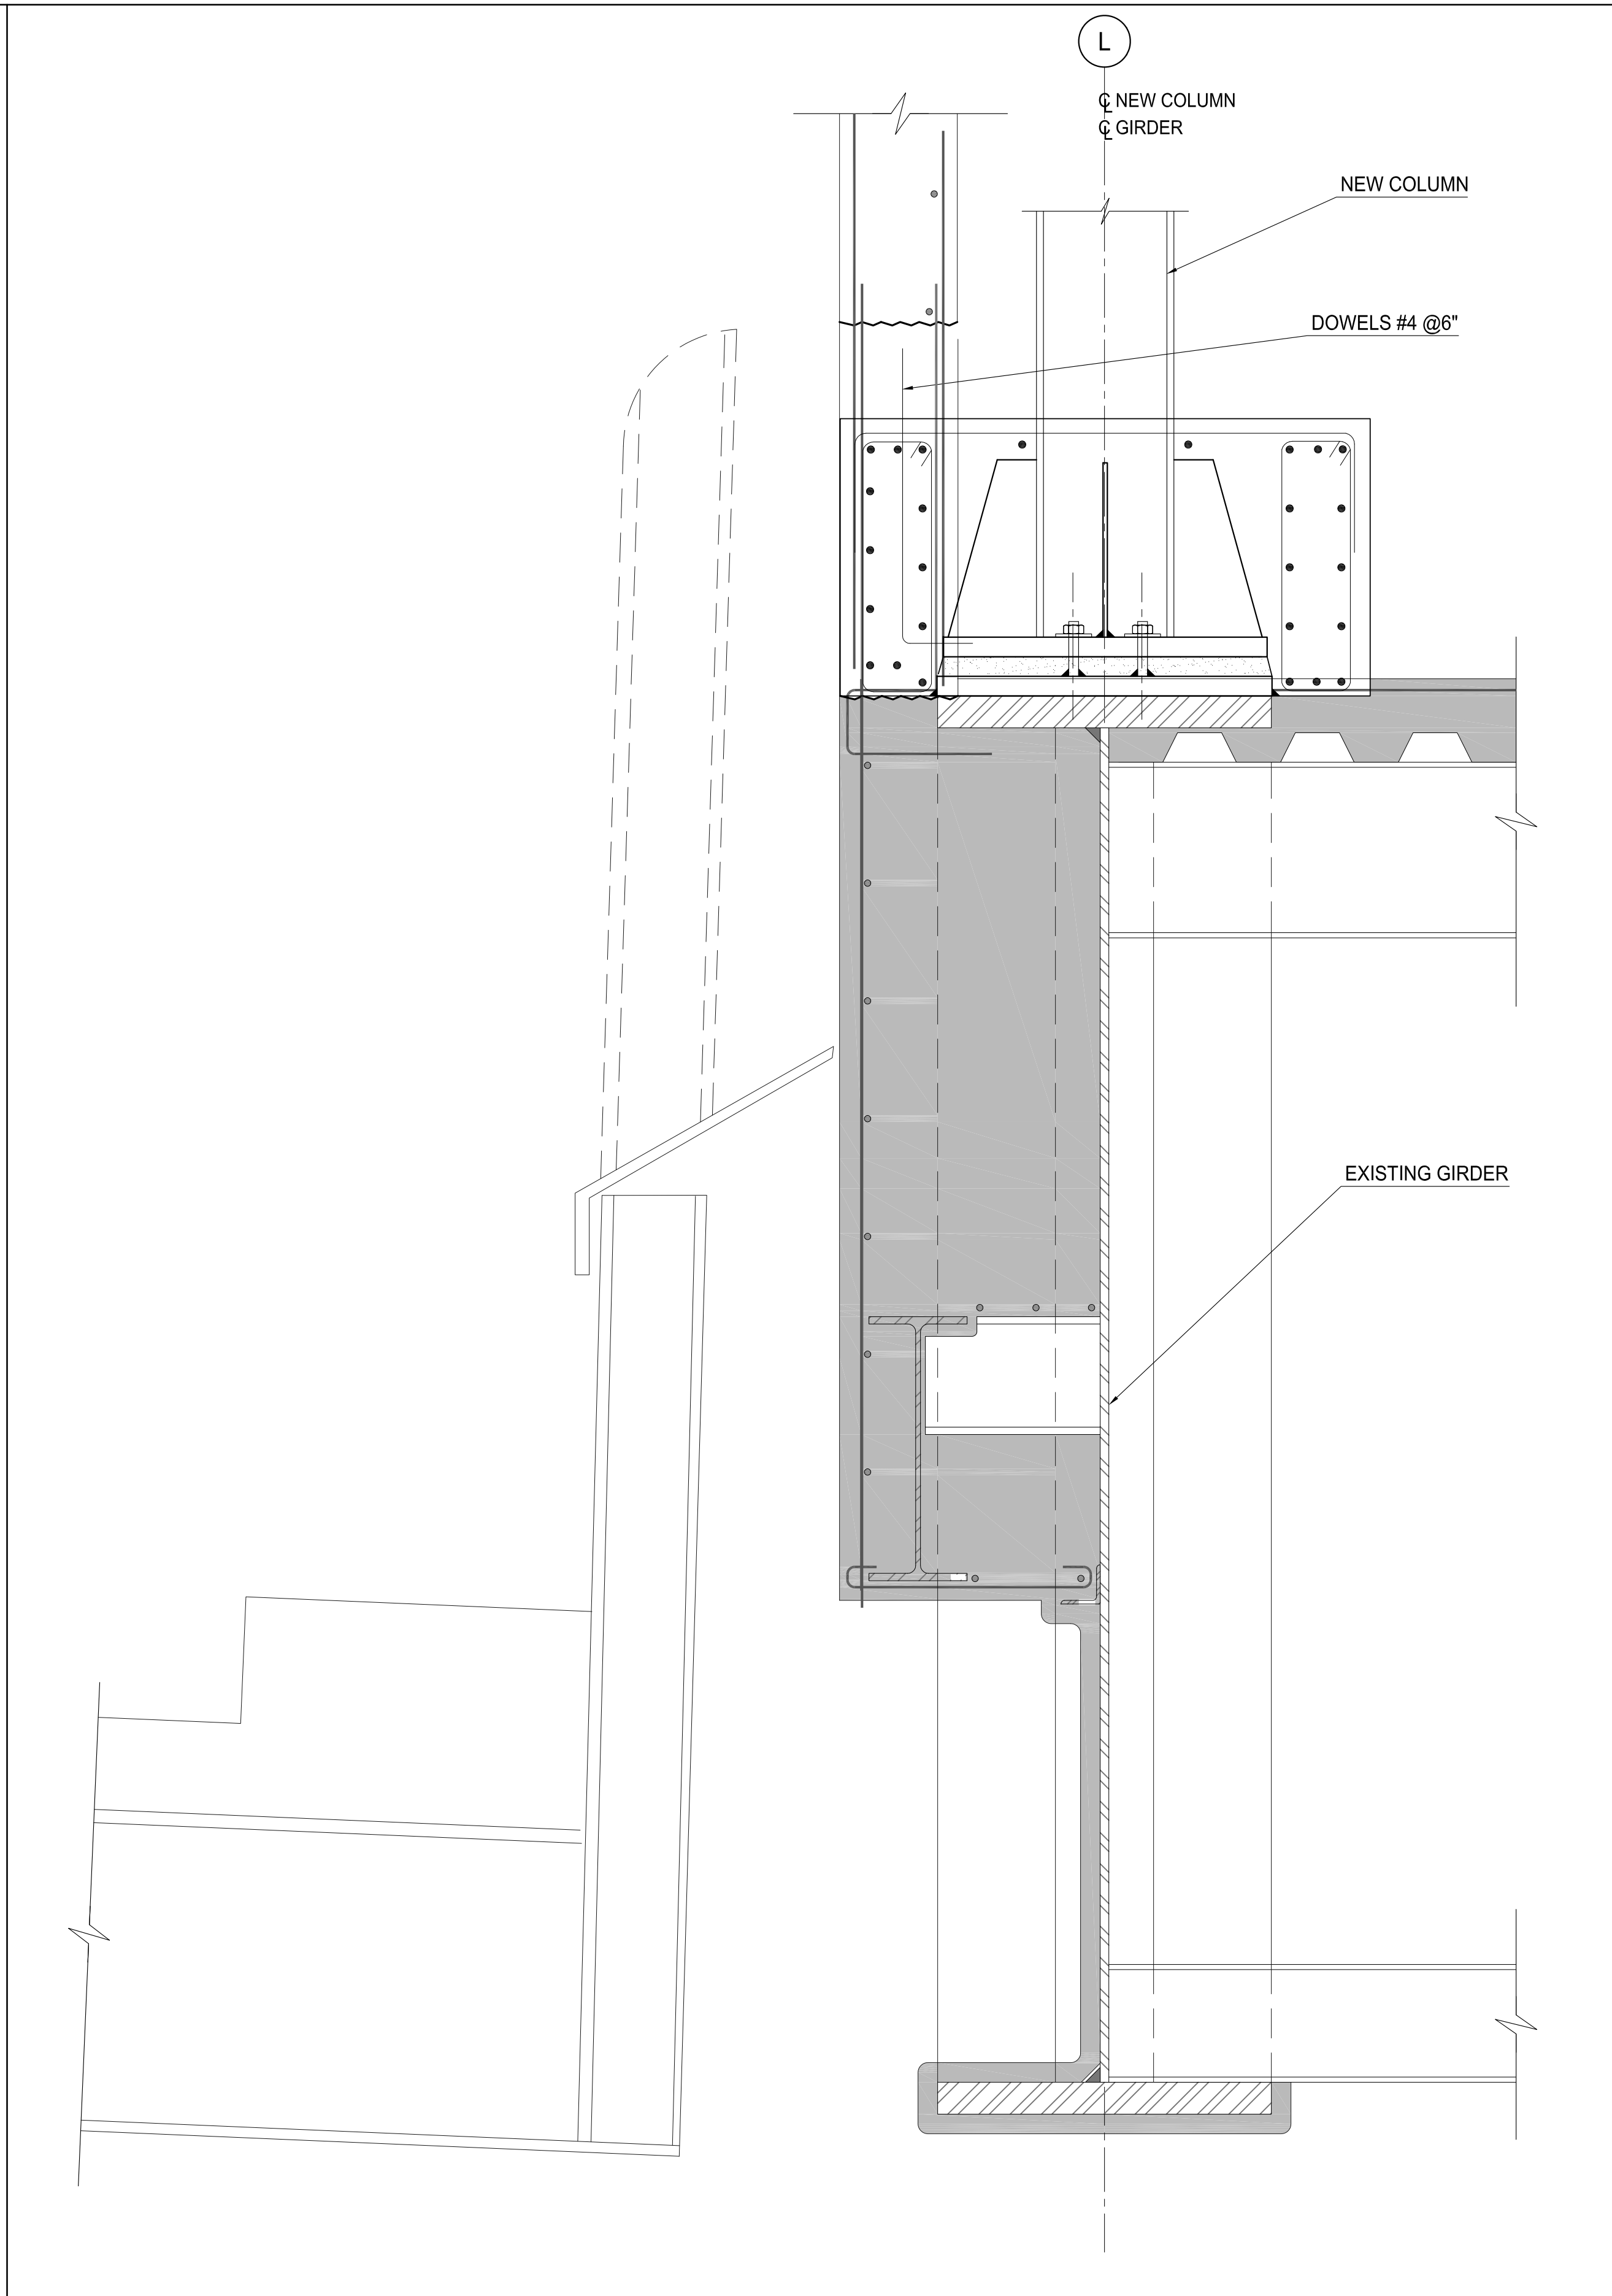 L
℄ NEW COLUMN
℄ GIRDER
NEW COLUMN
DOWELS #4 @6"
EXISTING GIRDER